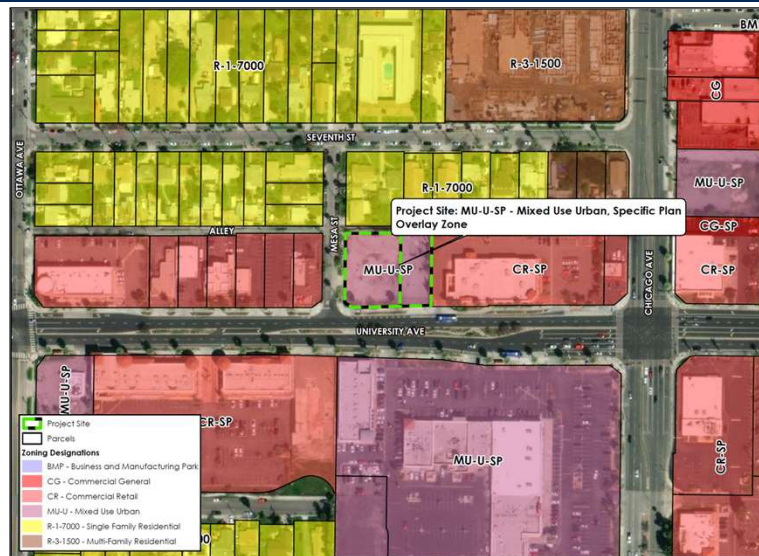 BM
R-1-7000
R-3-1500
CG
SEVENTH ST
OTTAWA AVE
MESA ST
R-1-7000
MU-U-SP
Project Site: MU-U-SP - Mixed Use Urban, Specific Plan
Overlay Zone
ALLEY
CG-SP
MU-U-SP
CR-SP
CR-SP
CHICAGO AVE
UNIVERSITY AVE
MU-U-SP
CR-SP
MU-U-SP
CR-SP
Project Site
Parcels
Zoning Designations
BMP - Business and Manufacturing Park
CG - Commercial General
CR - Commercial Retail
MU-U - Mixed Use Urban
R-1-7000 - Single Family Residential
R-3-1500 - Multi-Family Residential
00